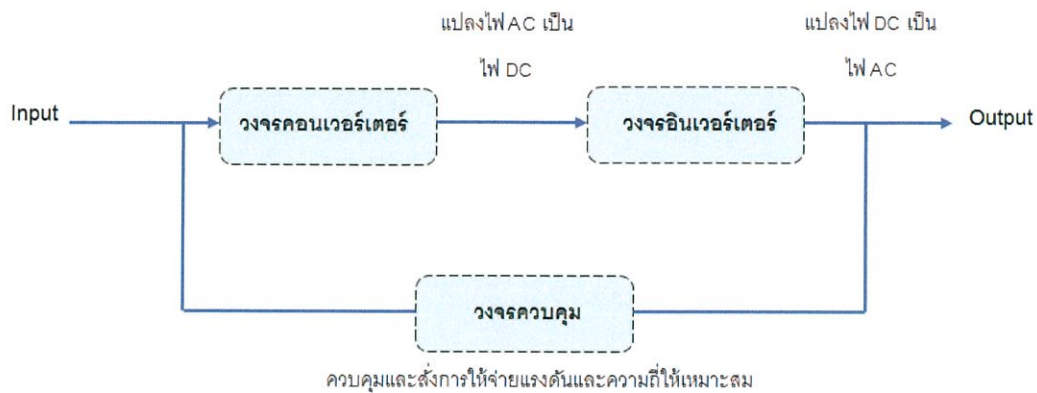 แปลงไฟ AC เป็น
ไฟ DC
แปลงไฟ DC เป็น
ไฟ AC
Input
วงจรคอนเวอร์เตอร์
วงจรอินเวอร์เตอร์
Output
วงจรควบคุม
ควบคุมและสั่งการให้จ่ายแรงดันและความถี่ให้เหมาะสม